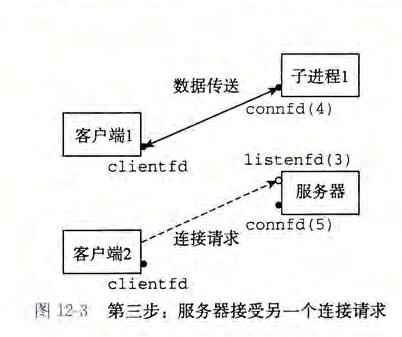 子进程1
数据传送
connfd(4)
客户端1
clientfd
listenfd(3)
服务器
connfd(5)
连接请求
客户端2
clientfd
图 12-3 第三步：服务器接受另一个连接请求